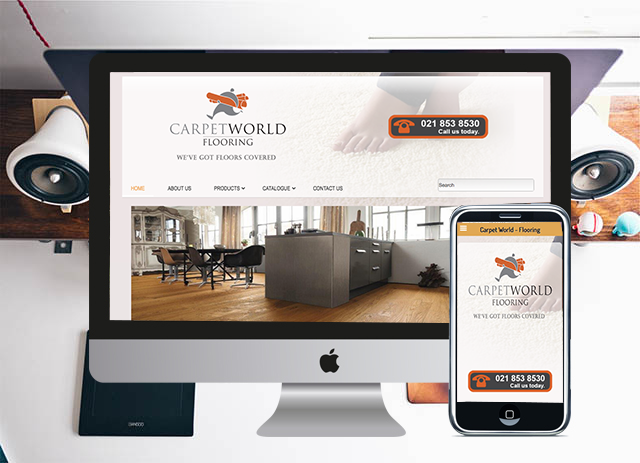 CARPETWORLD
FLOORING
WE'VE GOT FLOORS COVERED
021 853 8530
Call us today.
HOME
ABOUT US
PRODUCTS
CATALOGUE
CONTACT US
Search
Carpet World - Flooring
CARPETWORLD
FLOORING
WE'VE GOT FLOORS COVERED
021 853 8530
Call us today.